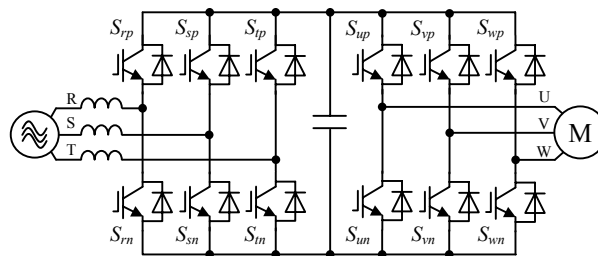 Srp Ssp Stp Sup Svp Swp
R
S
T
U
V
W
M
Srn Ssn Stn Sun Svn Swn